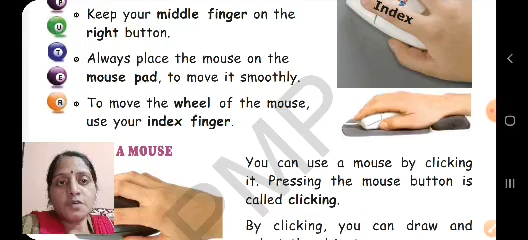 P
U
T
E
R
Keep your middle finger on the
right button.
Always place the mouse on the
mouse pad, to move it smoothly.
To move the wheel of the mouse,
use your index finger.
Index
A MOUSE
You can use a mouse by clicking
it. Pressing the mouse button is
called clicking.
By clicking, you can draw and
PMP